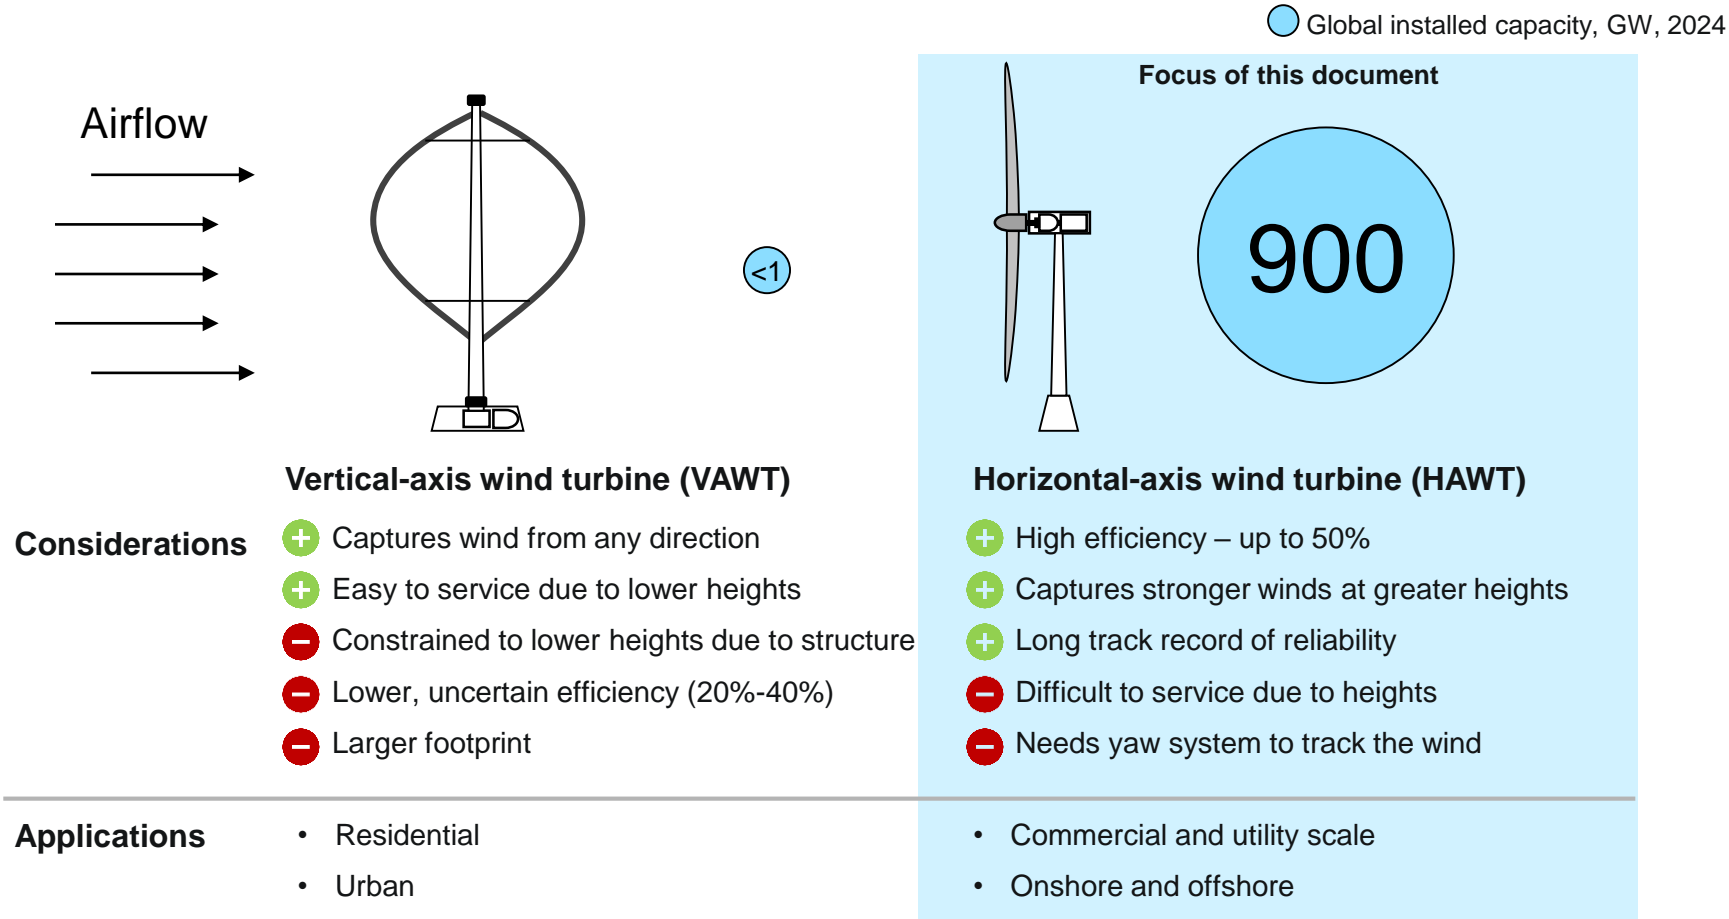 Global installed capacity, GW, 2024
Focus of this document
Airflow
<1
900
Vertical-axis wind turbine (VAWT)
Horizontal-axis wind turbine (HAWT)
Considerations
Captures wind from any direction
Easy to service due to lower heights
Constrained to lower heights due to structure
Lower, uncertain efficiency (20%-40%)
Larger footprint
High efficiency – up to 50%
Captures stronger winds at greater heights
Long track record of reliability
Difficult to service due to heights
Needs yaw system to track the wind
Applications
• Residential
• Urban
• Commercial and utility scale
• Onshore and offshore